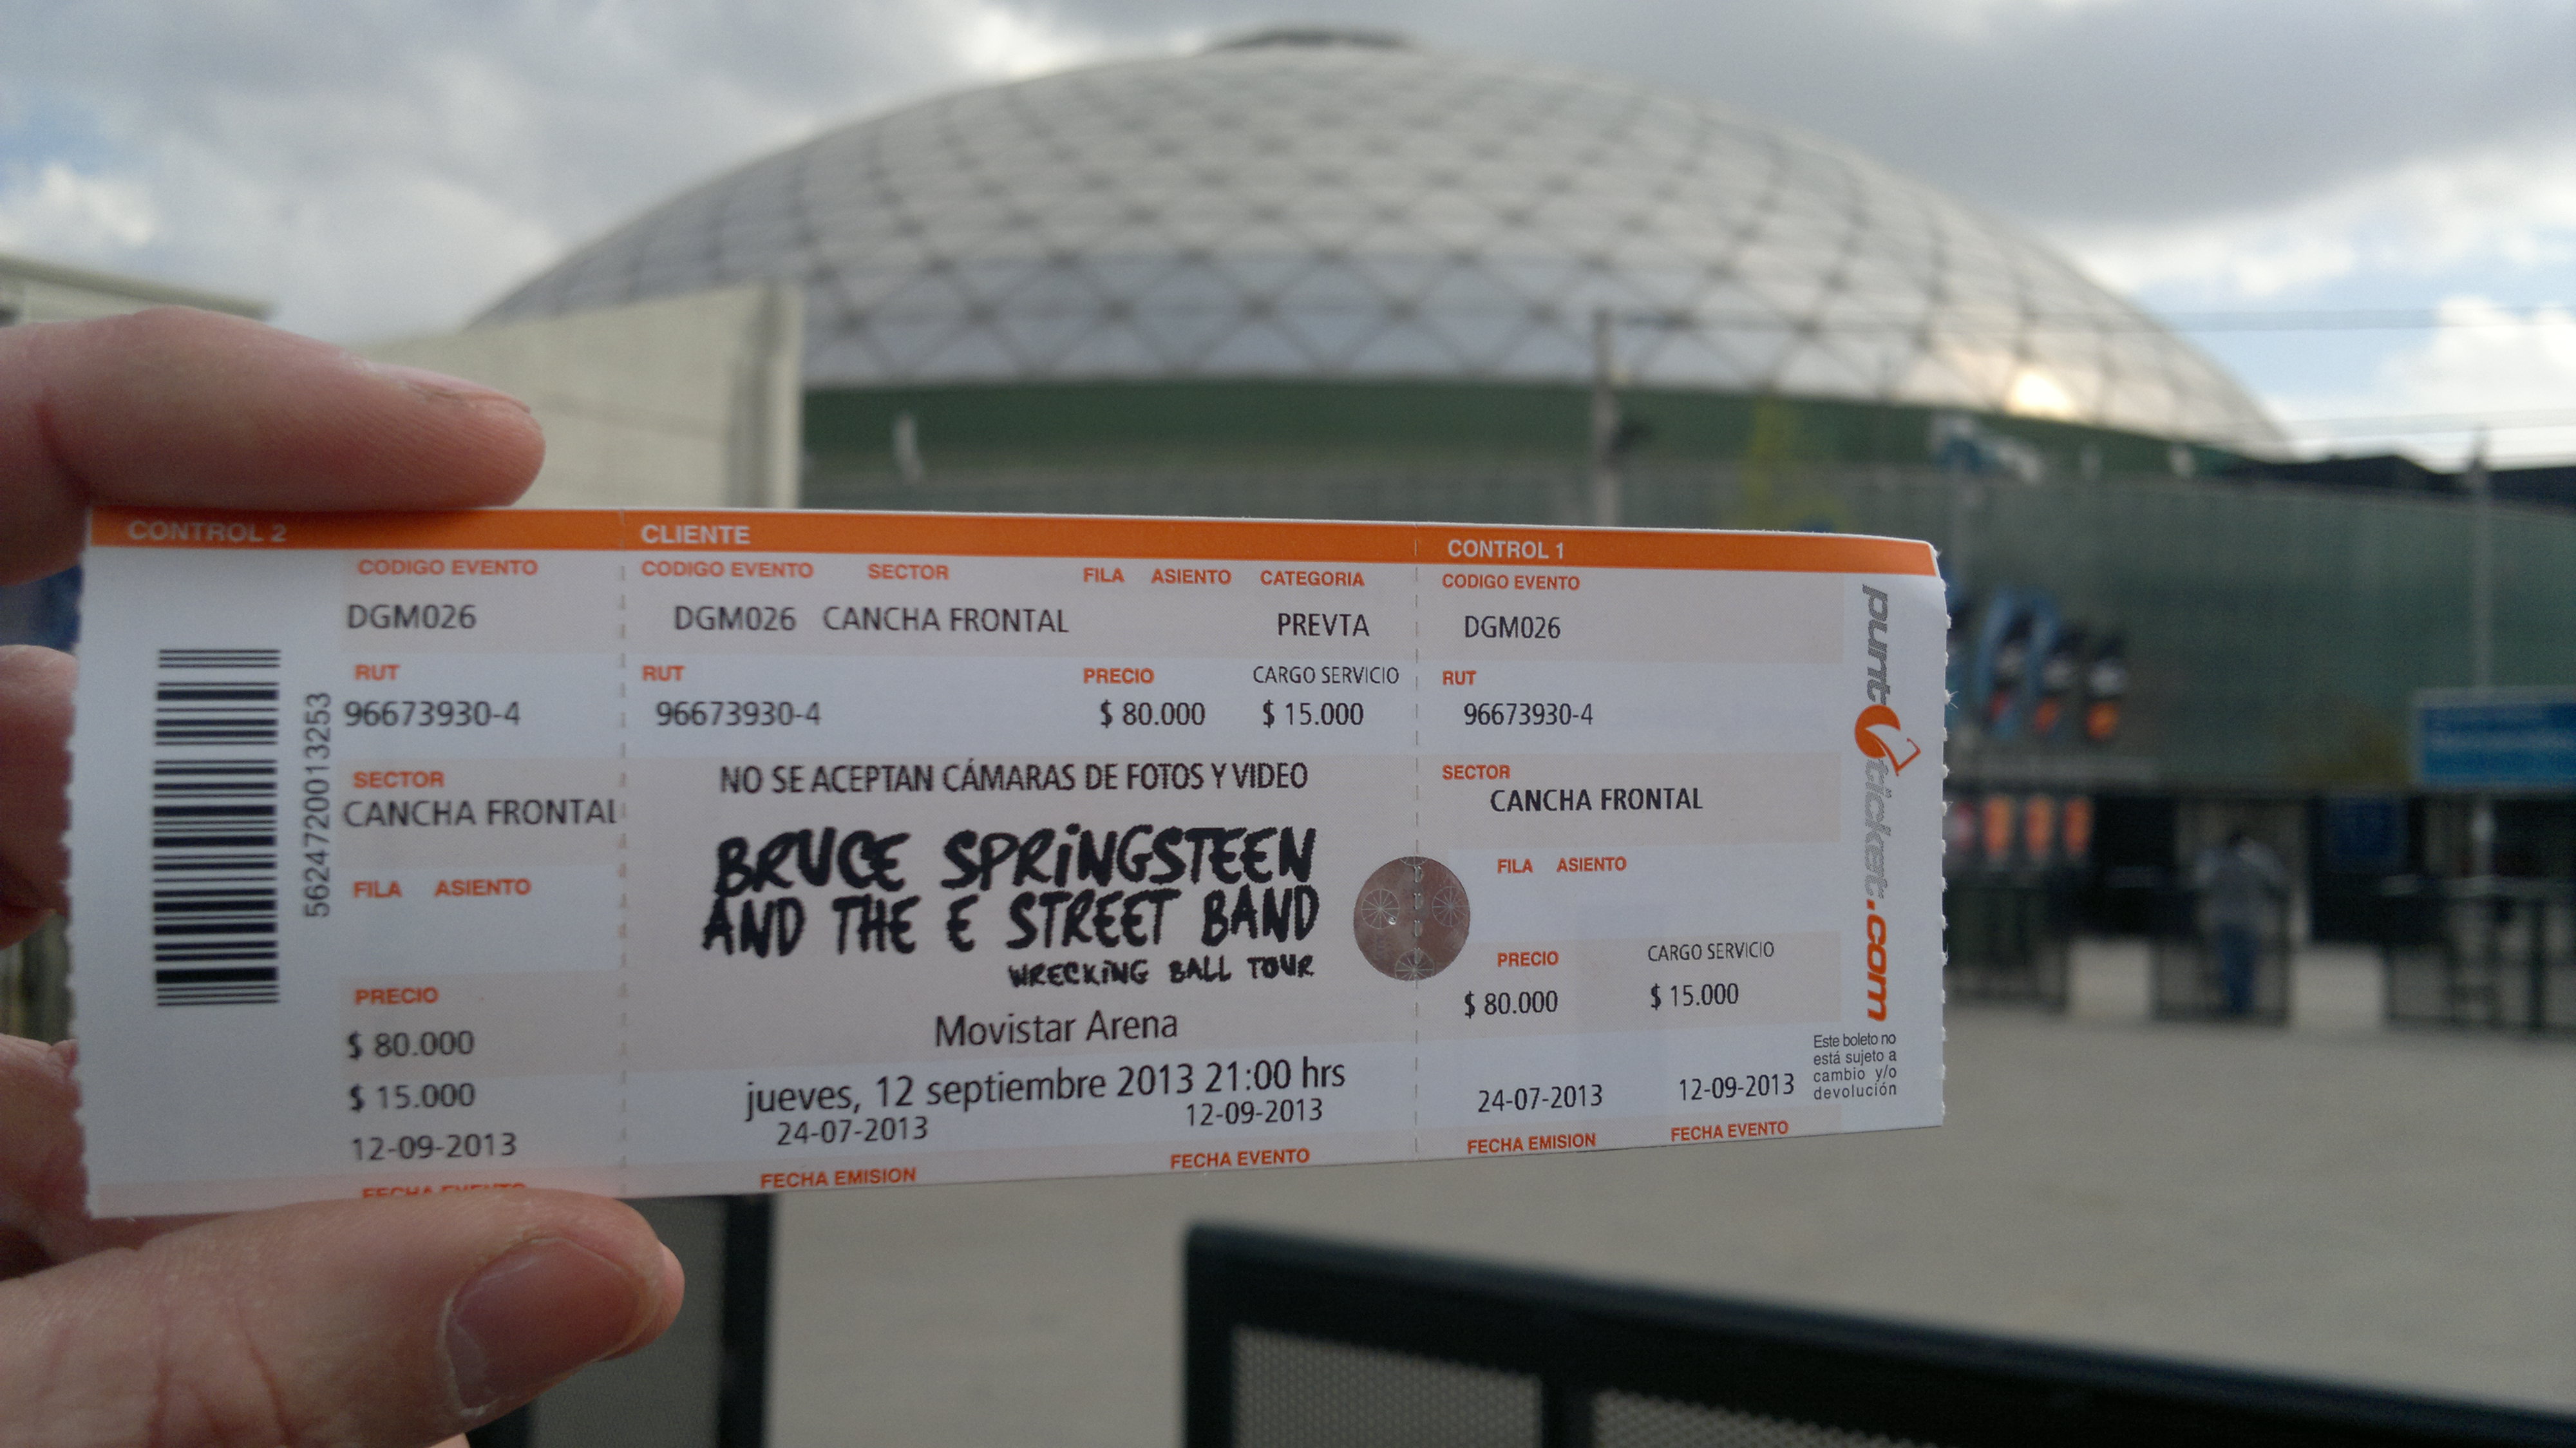 CONTROL 2
CODIGO EVENTO
DGM026
RUT
96673930-4
SECTOR
CANCHA FRONTAL
FILA ASIENTO
PRECIO
$ 80.000
$ 15.000
12-09-2013
FECHA EVENTO
5624720013253
CLIENTE
CODIGO EVENTO SECTOR FILA ASIENTO CATEGORIA
DGM026 CANCHA FRONTAL PREVTA
RUT PRECIO CARGO SERVICIO
96673930-4 $ 80.000 $ 15.000
NO SE ACEPTAN CÁMARAS DE FOTOS Y VIDEO
BRUCE SPRiNGSTEEN
AND THE E STREET BAND
WRECKiNG BALL TOUR
Movistar Arena
jueves, 12 septiembre 2013 21:00 hrs
24-07-2013 12-09-2013
FECHA EMISION FECHA EVENTO
CONTROL 1
CODIGO EVENTO
DGM026
RUT
96673930-4
SECTOR
CANCHA FRONTAL
FILA ASIENTO
PRECIO CARGO SERVICIO
$ 80.000 $ 15.000
24-07-2013 12-09-2013
FECHA EMISION FECHA EVENTO
puntoticket.com
Este boleto no
está sujeto a
cambio y/o
devolución